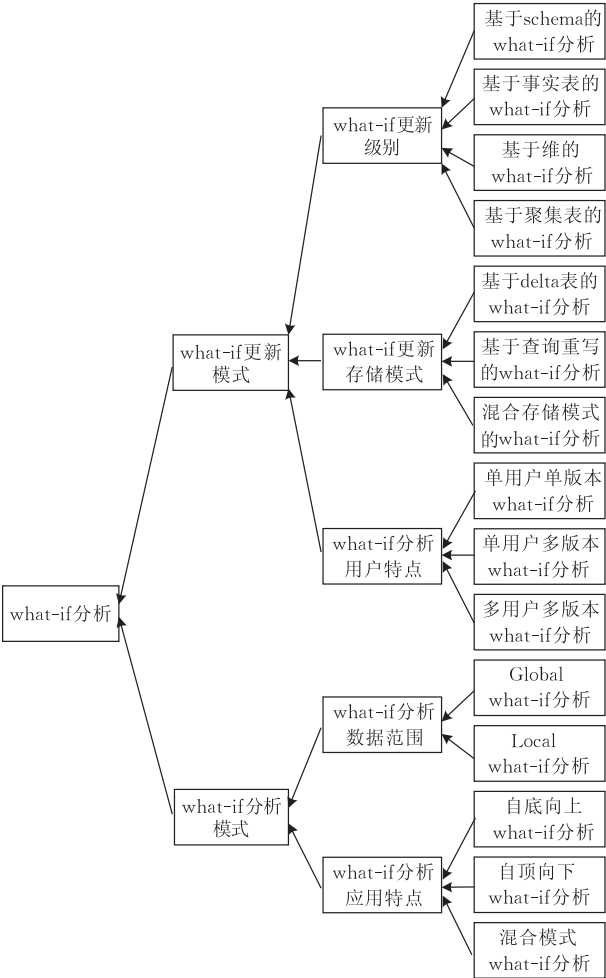 基于schema的
what-if分析
基于事实表的
what-if分析
what-if更新
级别
基于维的
what-if分析
基于聚集表的
what-if分析
基于delta表的
what-if分析
what-if更新
模式
what-if更新
存储模式
基于查询重写
的what-if分析
混合存储模式
的what-if分析
单用户单版本
what-if分析
what-if分析
用户特点
单用户多版本
what-if分析
what-if分析
多用户多版本
what-if分析
Global
what-if分析
what-if分析
数据范围
Local
what-if分析
what-if分析
模式
自底向上
what-if分析
what-if分析
应用特点
自顶向下
what-if分析
混合模式
what-if分析